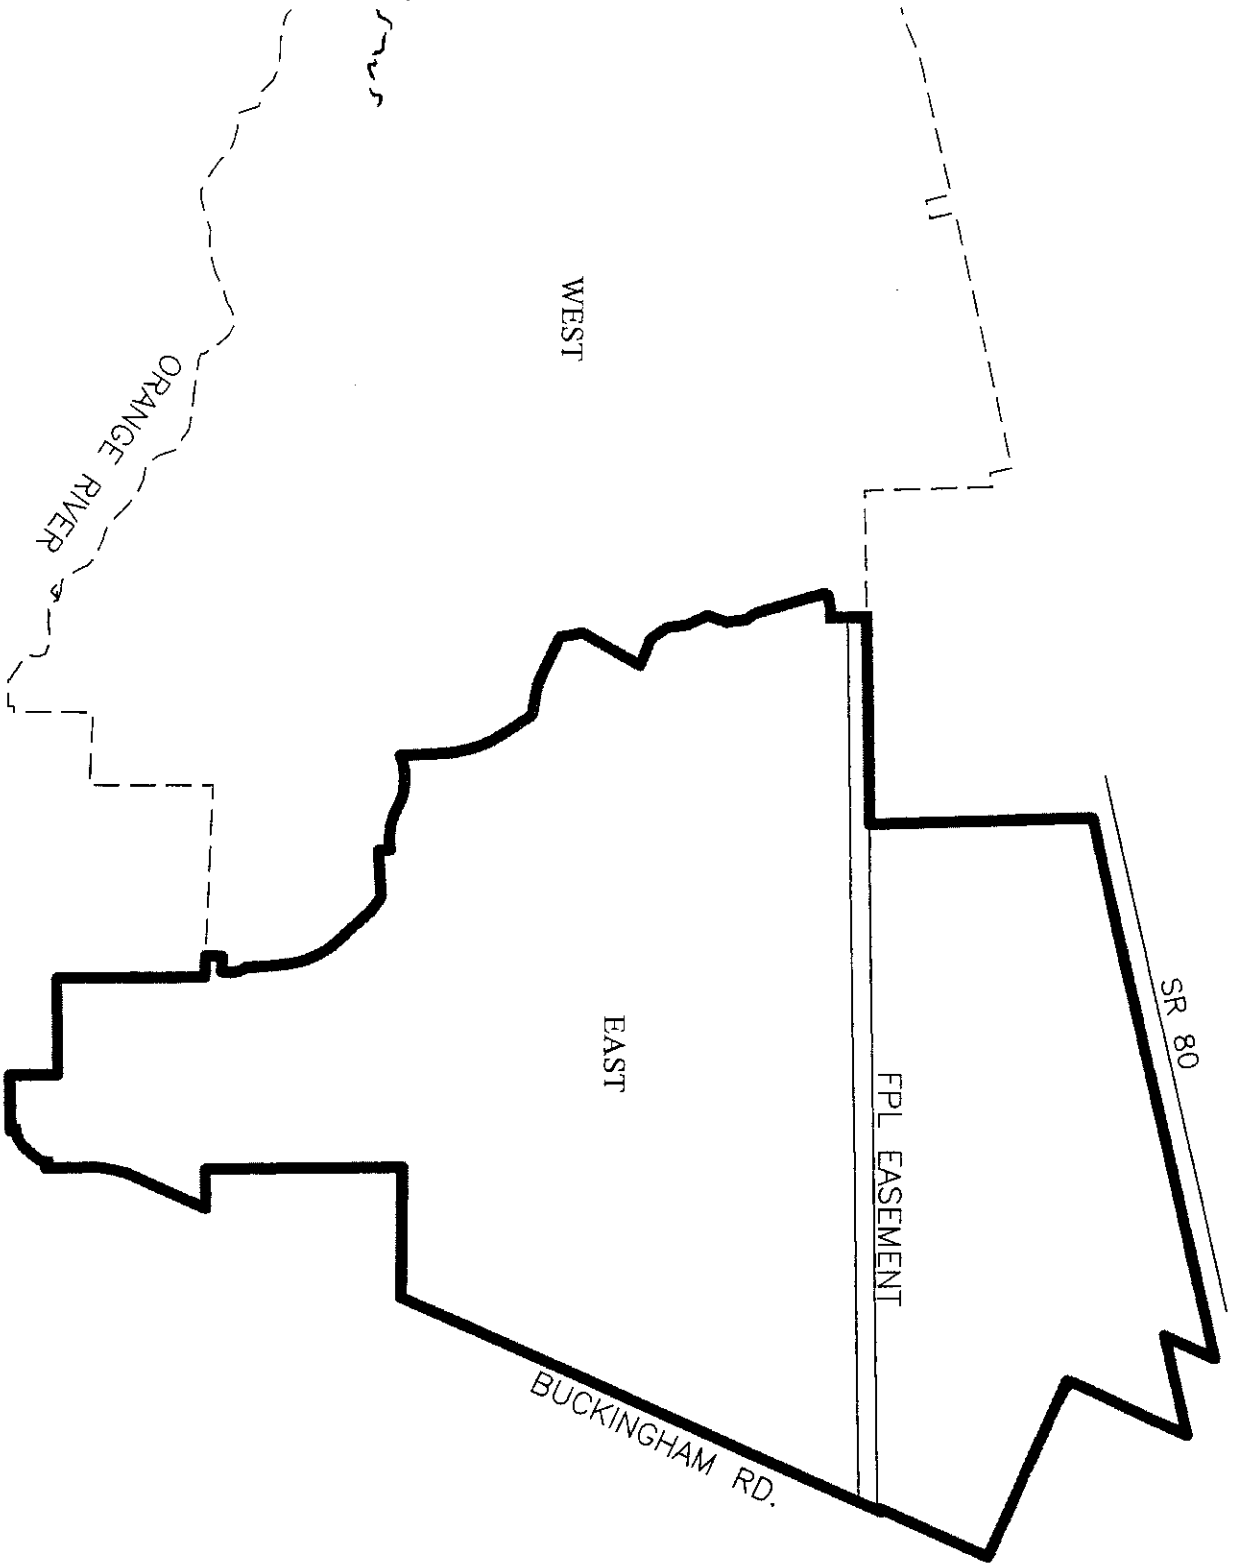 SR 80
FPL EASEMENT
WEST
EAST
BUCKINGHAM RD.
ORANGE RIVER